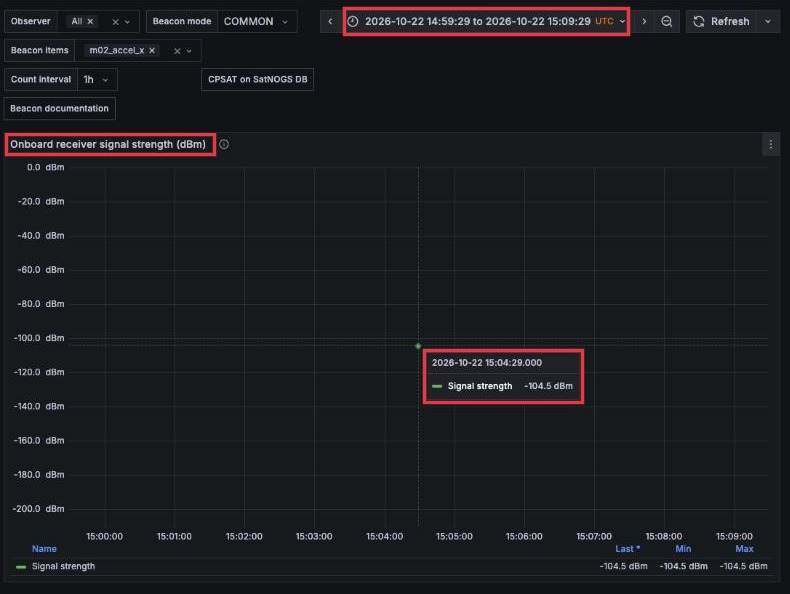 Observer All × × Beacon mode COMMON 2026-10-22 14:59:29 to 2026-10-22 15:09:29 UTC Refresh
Beacon items m02_accel_x × ×
Count interval 1h CPSAT on SatNOGS DB
Beacon documentation
Onboard receiver signal strength (dBm)
0.0 dBm
-20.0 dBm
-40.0 dBm
-60.0 dBm
-80.0 dBm
-100.0 dBm
2026-10-22 15:04:29.000
-120.0 dBm
Signal strength -104.5 dBm
-140.0 dBm
-160.0 dBm
-180.0 dBm
-200.0 dBm
15:00:00 15:01:00 15:02:00 15:03:00 15:04:00 15:05:00 15:06:00 15:07:00 15:08:00 15:09:00
Name Last * Min Max
Signal strength -104.5 dBm -104.5 dBm -104.5 dBm